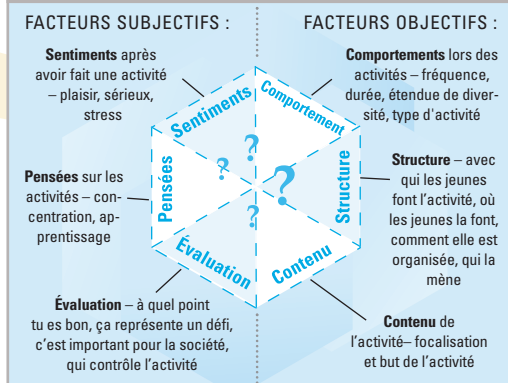 FACTEURS SUBJECTIFS :
Sentiments après
avoir fait une activité
– plaisir, sérieux,
stress
Pensées sur les
activités – con-
centration, ap-
prentissage
Évaluation – à quel point
tu es bon, ça représente un défi,
c'est important pour la société,
qui contrôle l'activité
FACTEURS OBJECTIFS :
Comportements lors des
activités – fréquence,
durée, étendue de diver-
sité, type d'activité
Structure – avec
qui les jeunes
font l'activité, où
les jeunes la font,
comment elle est
organisée, qui la
mène
Contenu de
l'activité– focalisation
et but de l'activité
Sentiments
Comportement
Pensées
Structure
Évaluation
Contenu
?
?
?
?